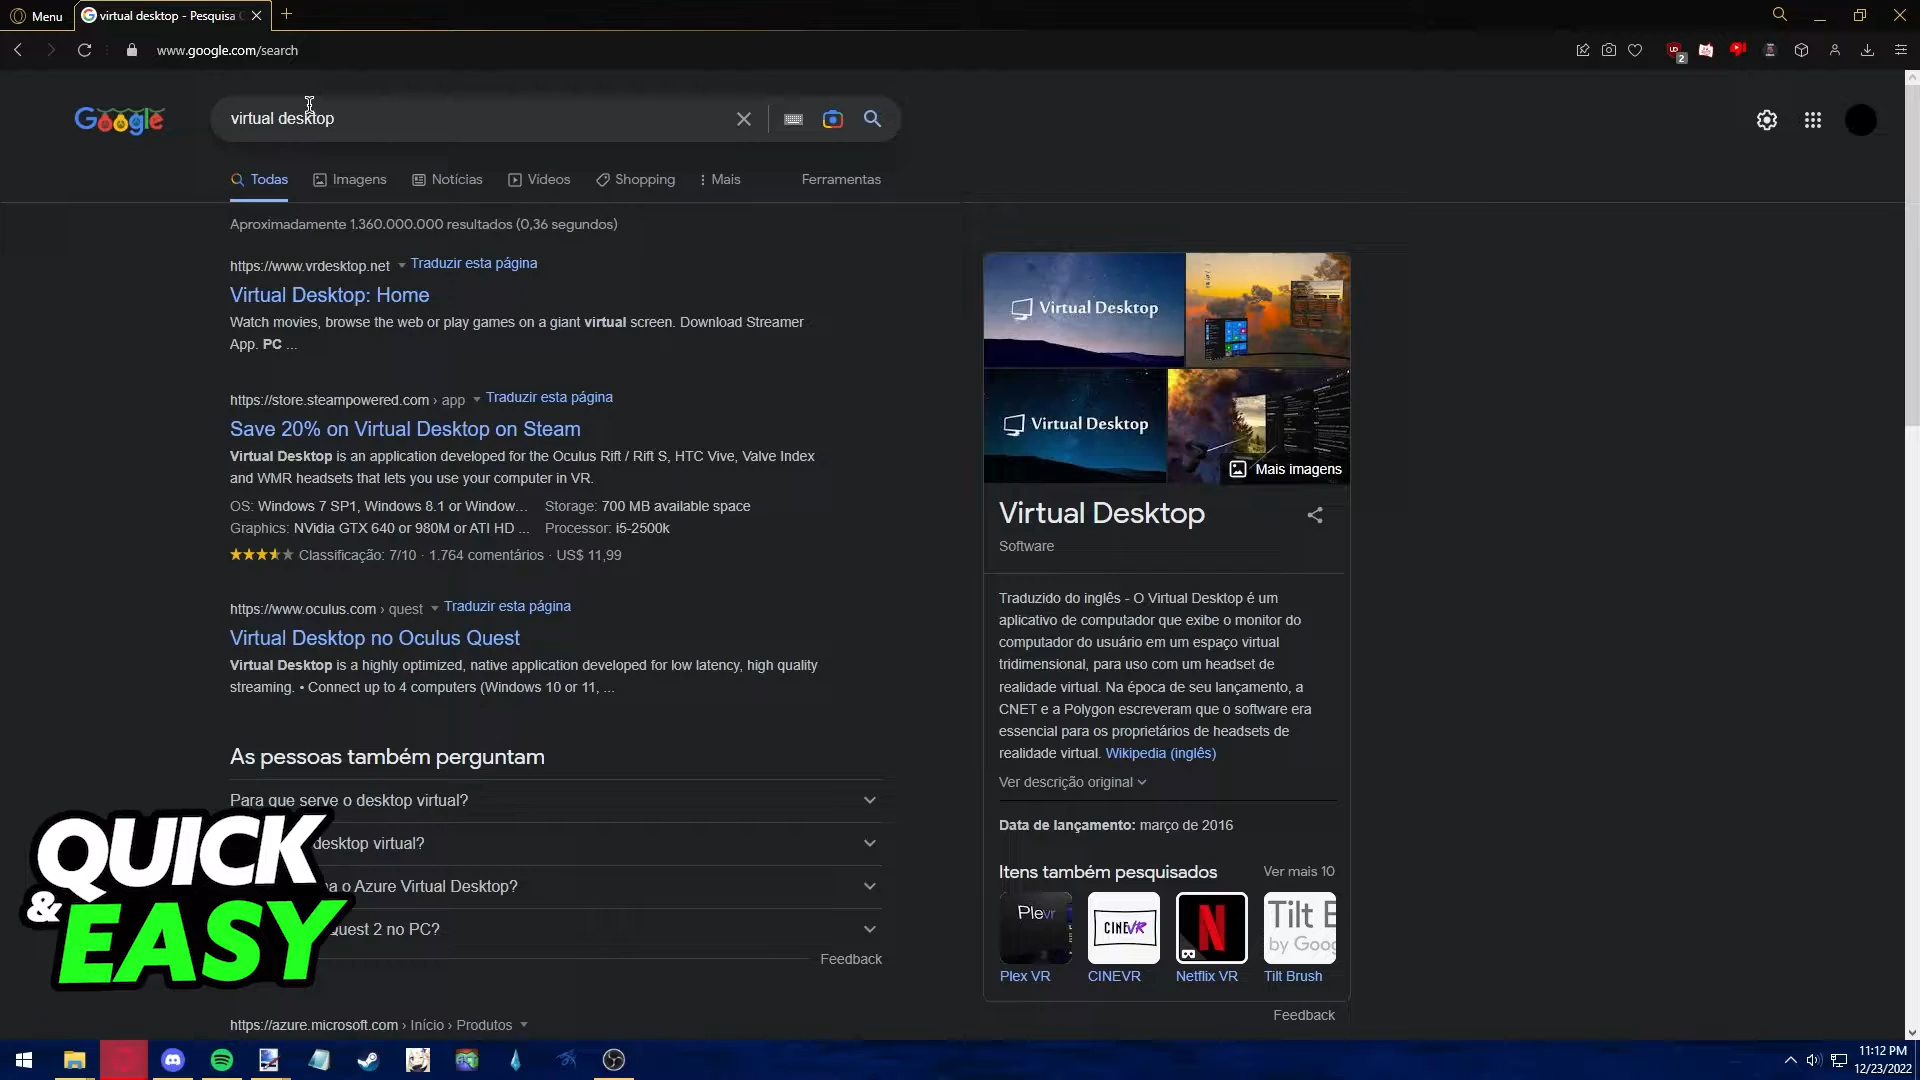 Menu
virtual desktop - Pesquisa
www.google.com/search
2
Google
virtual desktop
Todas
Imagens
Notícias
Vídeos
Shopping
Mais
Ferramentas
Aproximadamente 1.360.000.000 resultados (0,36 segundos)
https://www.vrdesktop.net Traduzir esta página
Virtual Desktop: Home
Watch movies, browse the web or play games on a giant virtual screen. Download Streamer
App. PC ...
https://store.steampowered.com › app Traduzir esta página
Save 20% on Virtual Desktop on Steam
Virtual Desktop is an application developed for the Oculus Rift / Rift S, HTC Vive, Valve Index
and WMR headsets that lets you use your computer in VR.
OS: Windows 7 SP1, Windows 8.1 or Window... Storage: 700 MB available space
Graphics: NVidia GTX 640 or 980M or ATI HD ... Processor: i5-2500k
Classificação: 7/10 · 1.764 comentários · US$ 11,99
https://www.oculus.com › quest Traduzir esta página
Virtual Desktop no Oculus Quest
Virtual Desktop is a highly optimized, native application developed for low latency, high quality
streaming. • Connect up to 4 computers (Windows 10 or 11, ...
As pessoas também perguntam
Para que serve o desktop virtual?
desktop virtual?
o Azure Virtual Desktop?
quest 2 no PC?
Feedback
https://azure.microsoft.com › Início › Produtos
QUICK
& EASY
Virtual Desktop
Virtual Desktop
Mais imagens
Virtual Desktop
Software
Traduzido do inglês - O Virtual Desktop é um
aplicativo de computador que exibe o monitor do
computador do usuário em um espaço virtual
tridimensional, para uso com um headset de
realidade virtual. Na época de seu lançamento, a
CNET e a Polygon escreveram que o software era
essencial para os proprietários de headsets de
realidade virtual. Wikipedia (inglês)
Ver descrição original
Data de lançamento: março de 2016
Itens também pesquisados Ver mais 10
Plexvr
CINEVR
N
Tilt B
by Goog
Plex VR
CINEVR
Netflix VR
Tilt Brush
Feedback
11:12 PM
12/23/2022